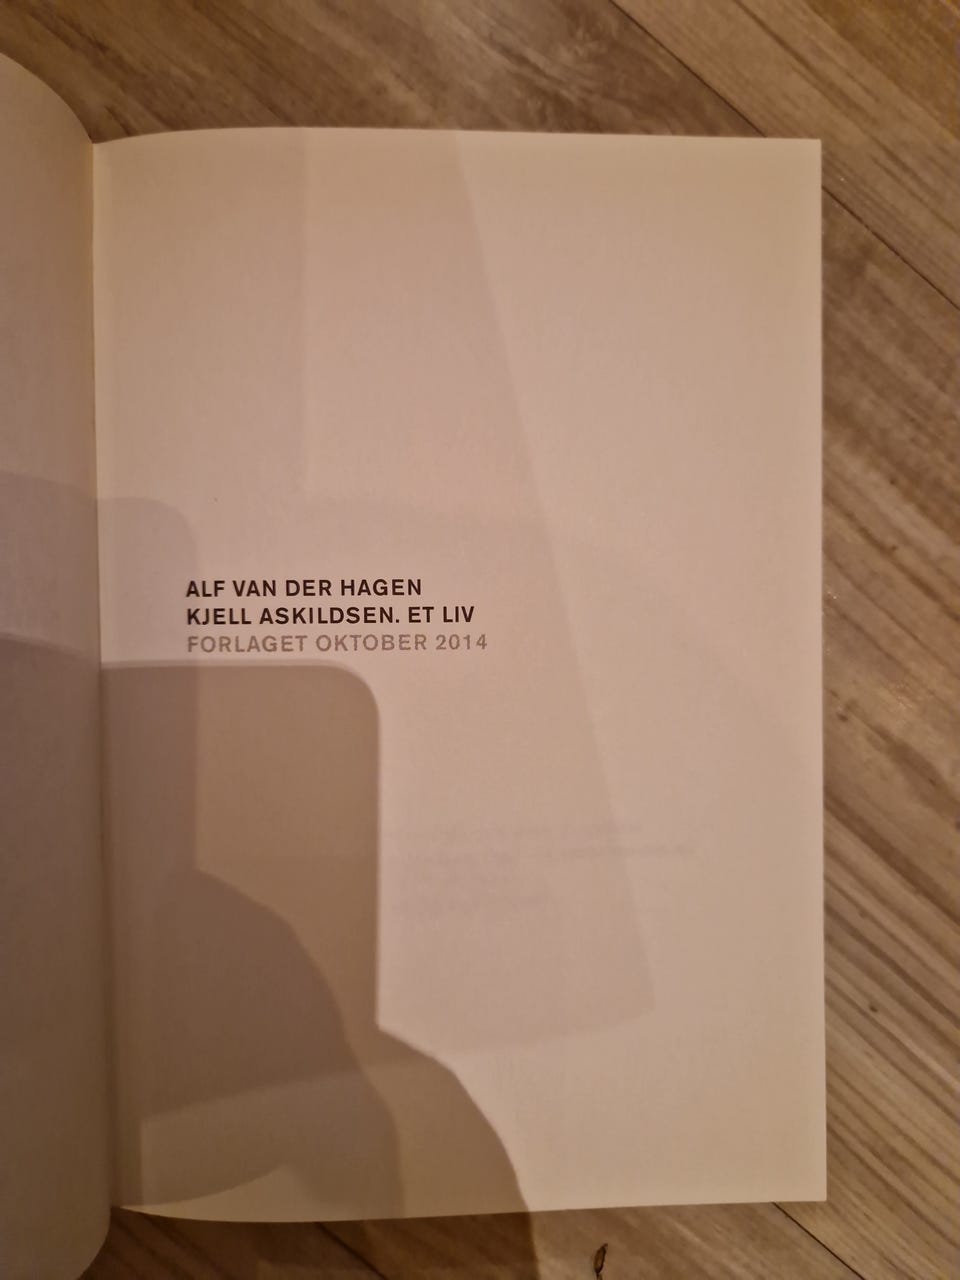 ALF VAN DER HAGEN
KJELL ASKILDSEN. ET LIV
FORLAGET OKTOBER 2014